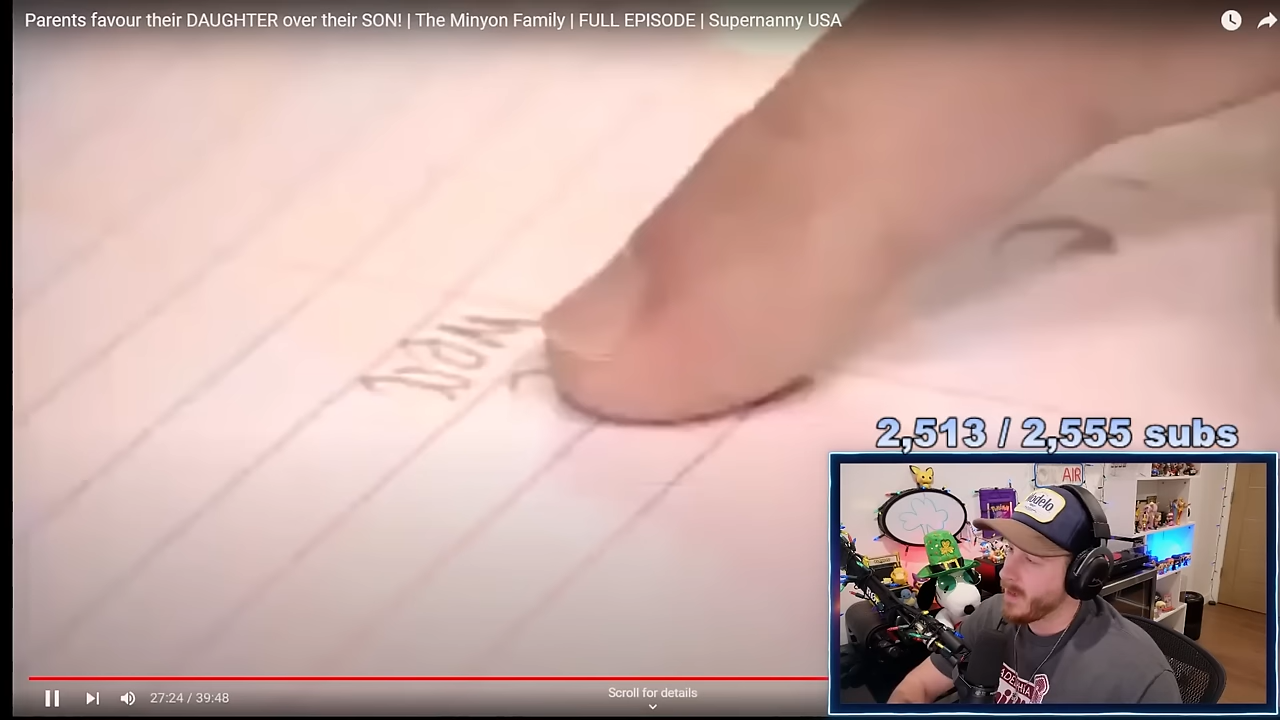 Parents favour their DAUGHTER over their SON! | The Minyon Family | FULL EPISODE | Supernanny USA
2,513 / 2,555 subs
AIR
Modelo
27:24 / 39:48
Scroll for details